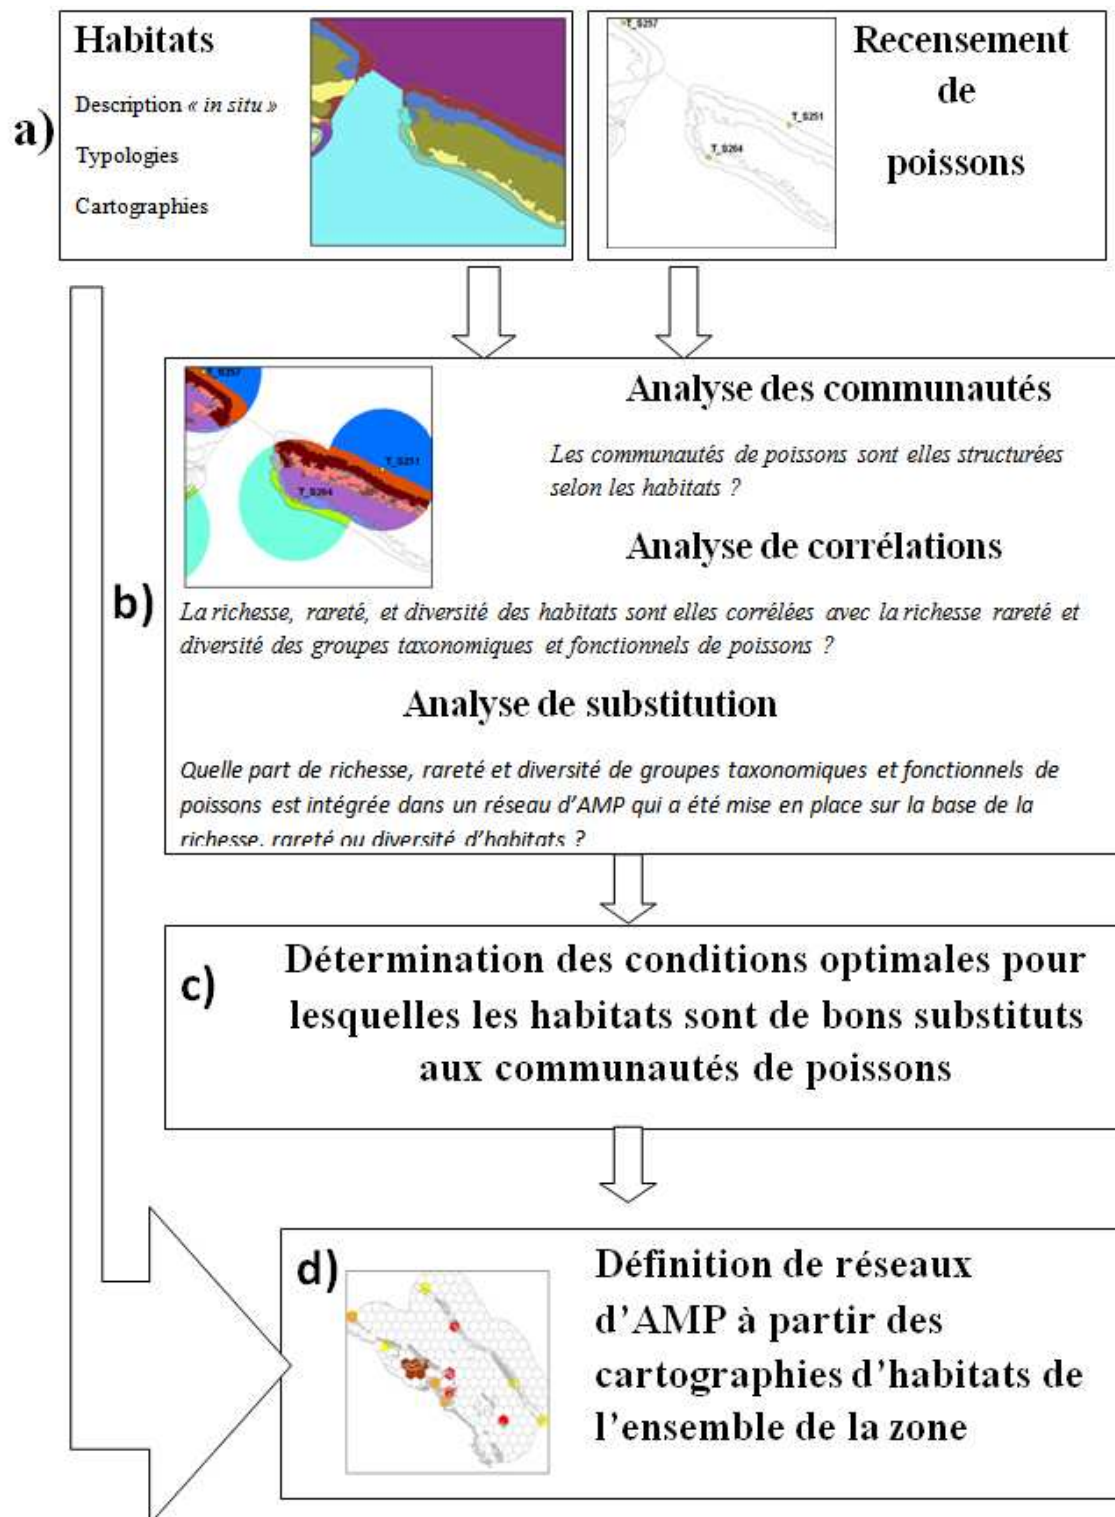 a)
Habitats
Description « in situ »
Typologies
Cartographies
T_S257
T_S251
T_S264
Recensement
de
poissons
b)
T_S257
T_S251
T_S264
Analyse des communautés
Les communautés de poissons sont elles structurées
selon les habitats ?
Analyse de corrélations
La richesse, rareté, et diversité des habitats sont elles corrélées avec la richesse rareté et
diversité des groupes taxonomiques et fonctionnels de poissons ?
Analyse de substitution
Quelle part de richesse, rareté et diversité de groupes taxonomiques et fonctionnels de
poissons est intégrée dans un réseau d'AMP qui a été mise en place sur la base de la
richesse, rareté ou diversité d'habitats ?
c)
Détermination des conditions optimales pour
lesquelles les habitats sont de bons substituts
aux communautés de poissons
d)
Définition de réseaux
d'AMP à partir des
cartographies d'habitats de
l'ensemble de la zone